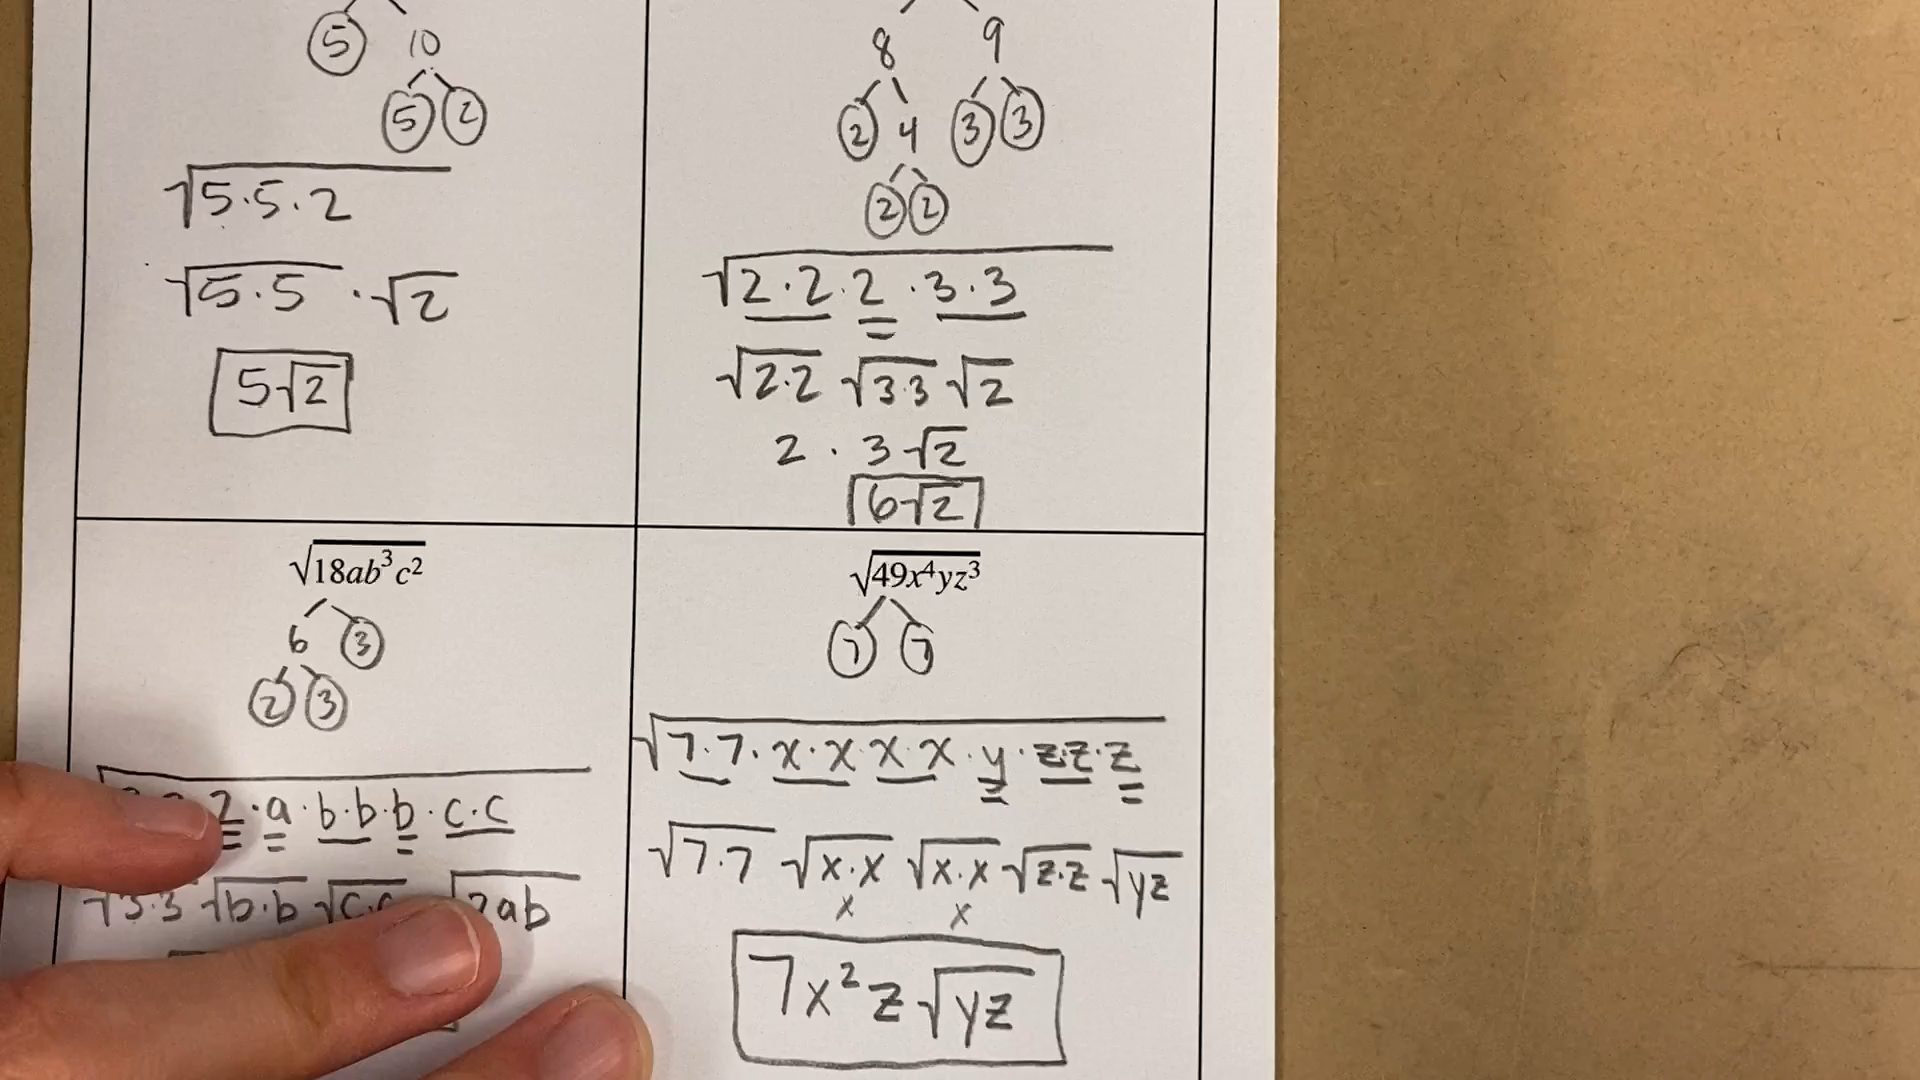 5 10
5 2
√5·5·2
√5·5 · √2
5√2
8 9
2 4 3 3
2 2
√2·2·2·3·3
√2·2 √3·3 √2
2 · 3√2
6√2
√18ab³c²
6 3
2 3
2·a·b·b·b·c·c
√3·3 √b·b √c·c √2ab
√49x⁴yz³
7 7
√7·7·x·x·x·x·y·z·z·z
√7·7 √x·x √x·x √z·z √yz
x x
7x²z√yz